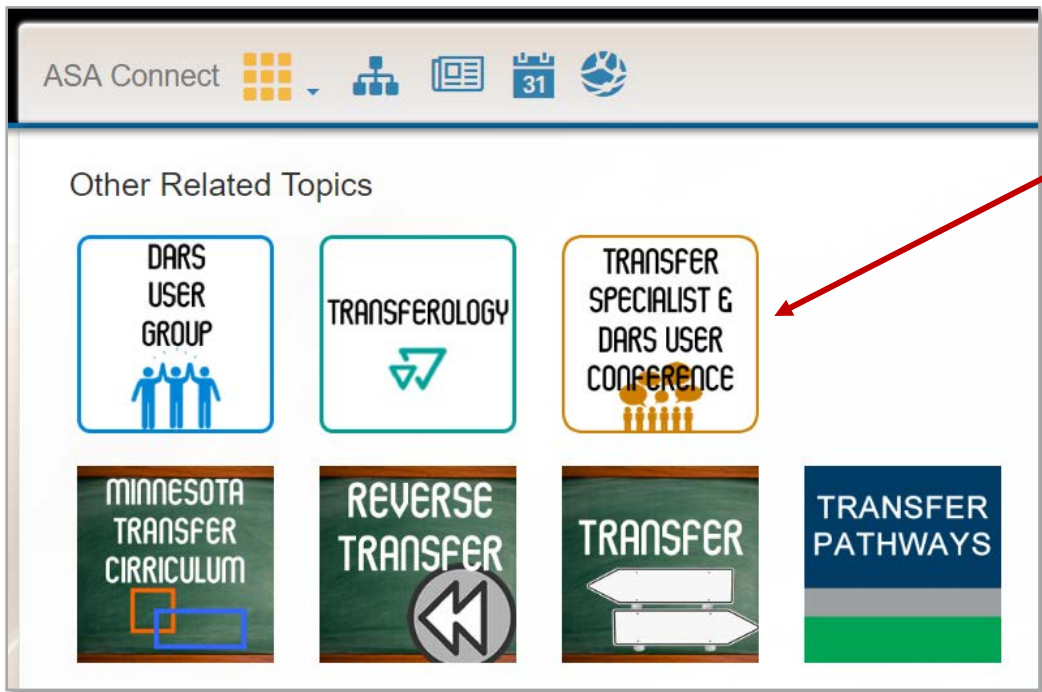 ASA Connect
31
Other Related Topics
DARS
USER
GROUP
TRANSFEROLOGY
TRANSFER
SPECIALIST &
DARS USER
CONFERENCE
MINNESOTA
TRANSFER
CIRRICULUM
REVERSE
TRANSFER
TRANSFER
TRANSFER
PATHWAYS